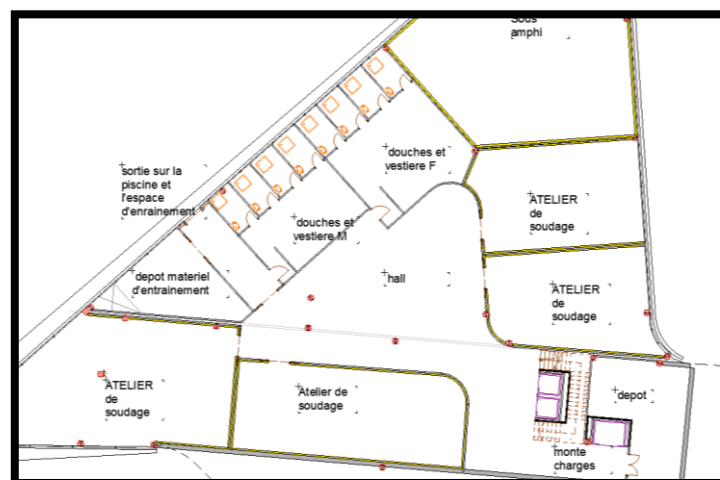 Sous
amphi
douches et
vestiere F
sortie sur la
piscine et
l'espace
d'enrainement
ATELIER
de
soudage
douches et
vestiere M
depot materiel
d'entrainement
hall
ATELIER
de
soudage
ATELIER
de
soudage
Atelier de
soudage
depot
monte
charges